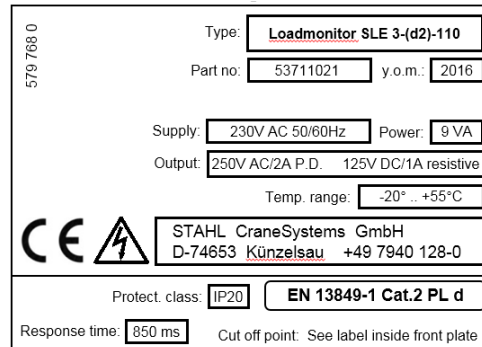 579 768 0
Type: Loadmonitor SLE 3-(d2)-110
Part no: 53711021 y.o.m.: 2016
Supply: 230V AC 50/60Hz Power: 9 VA
Output: 250V AC/2A P.D. 125V DC/1A resistive
Temp. range: -20° .. +55°C
CE STAHL CraneSystems GmbH
D-74653 Künzelsau +49 7940 128-0
Protect. class: IP20 EN 13849-1 Cat.2 PL d
Response time: 850 ms Cut off point: See label inside front plate